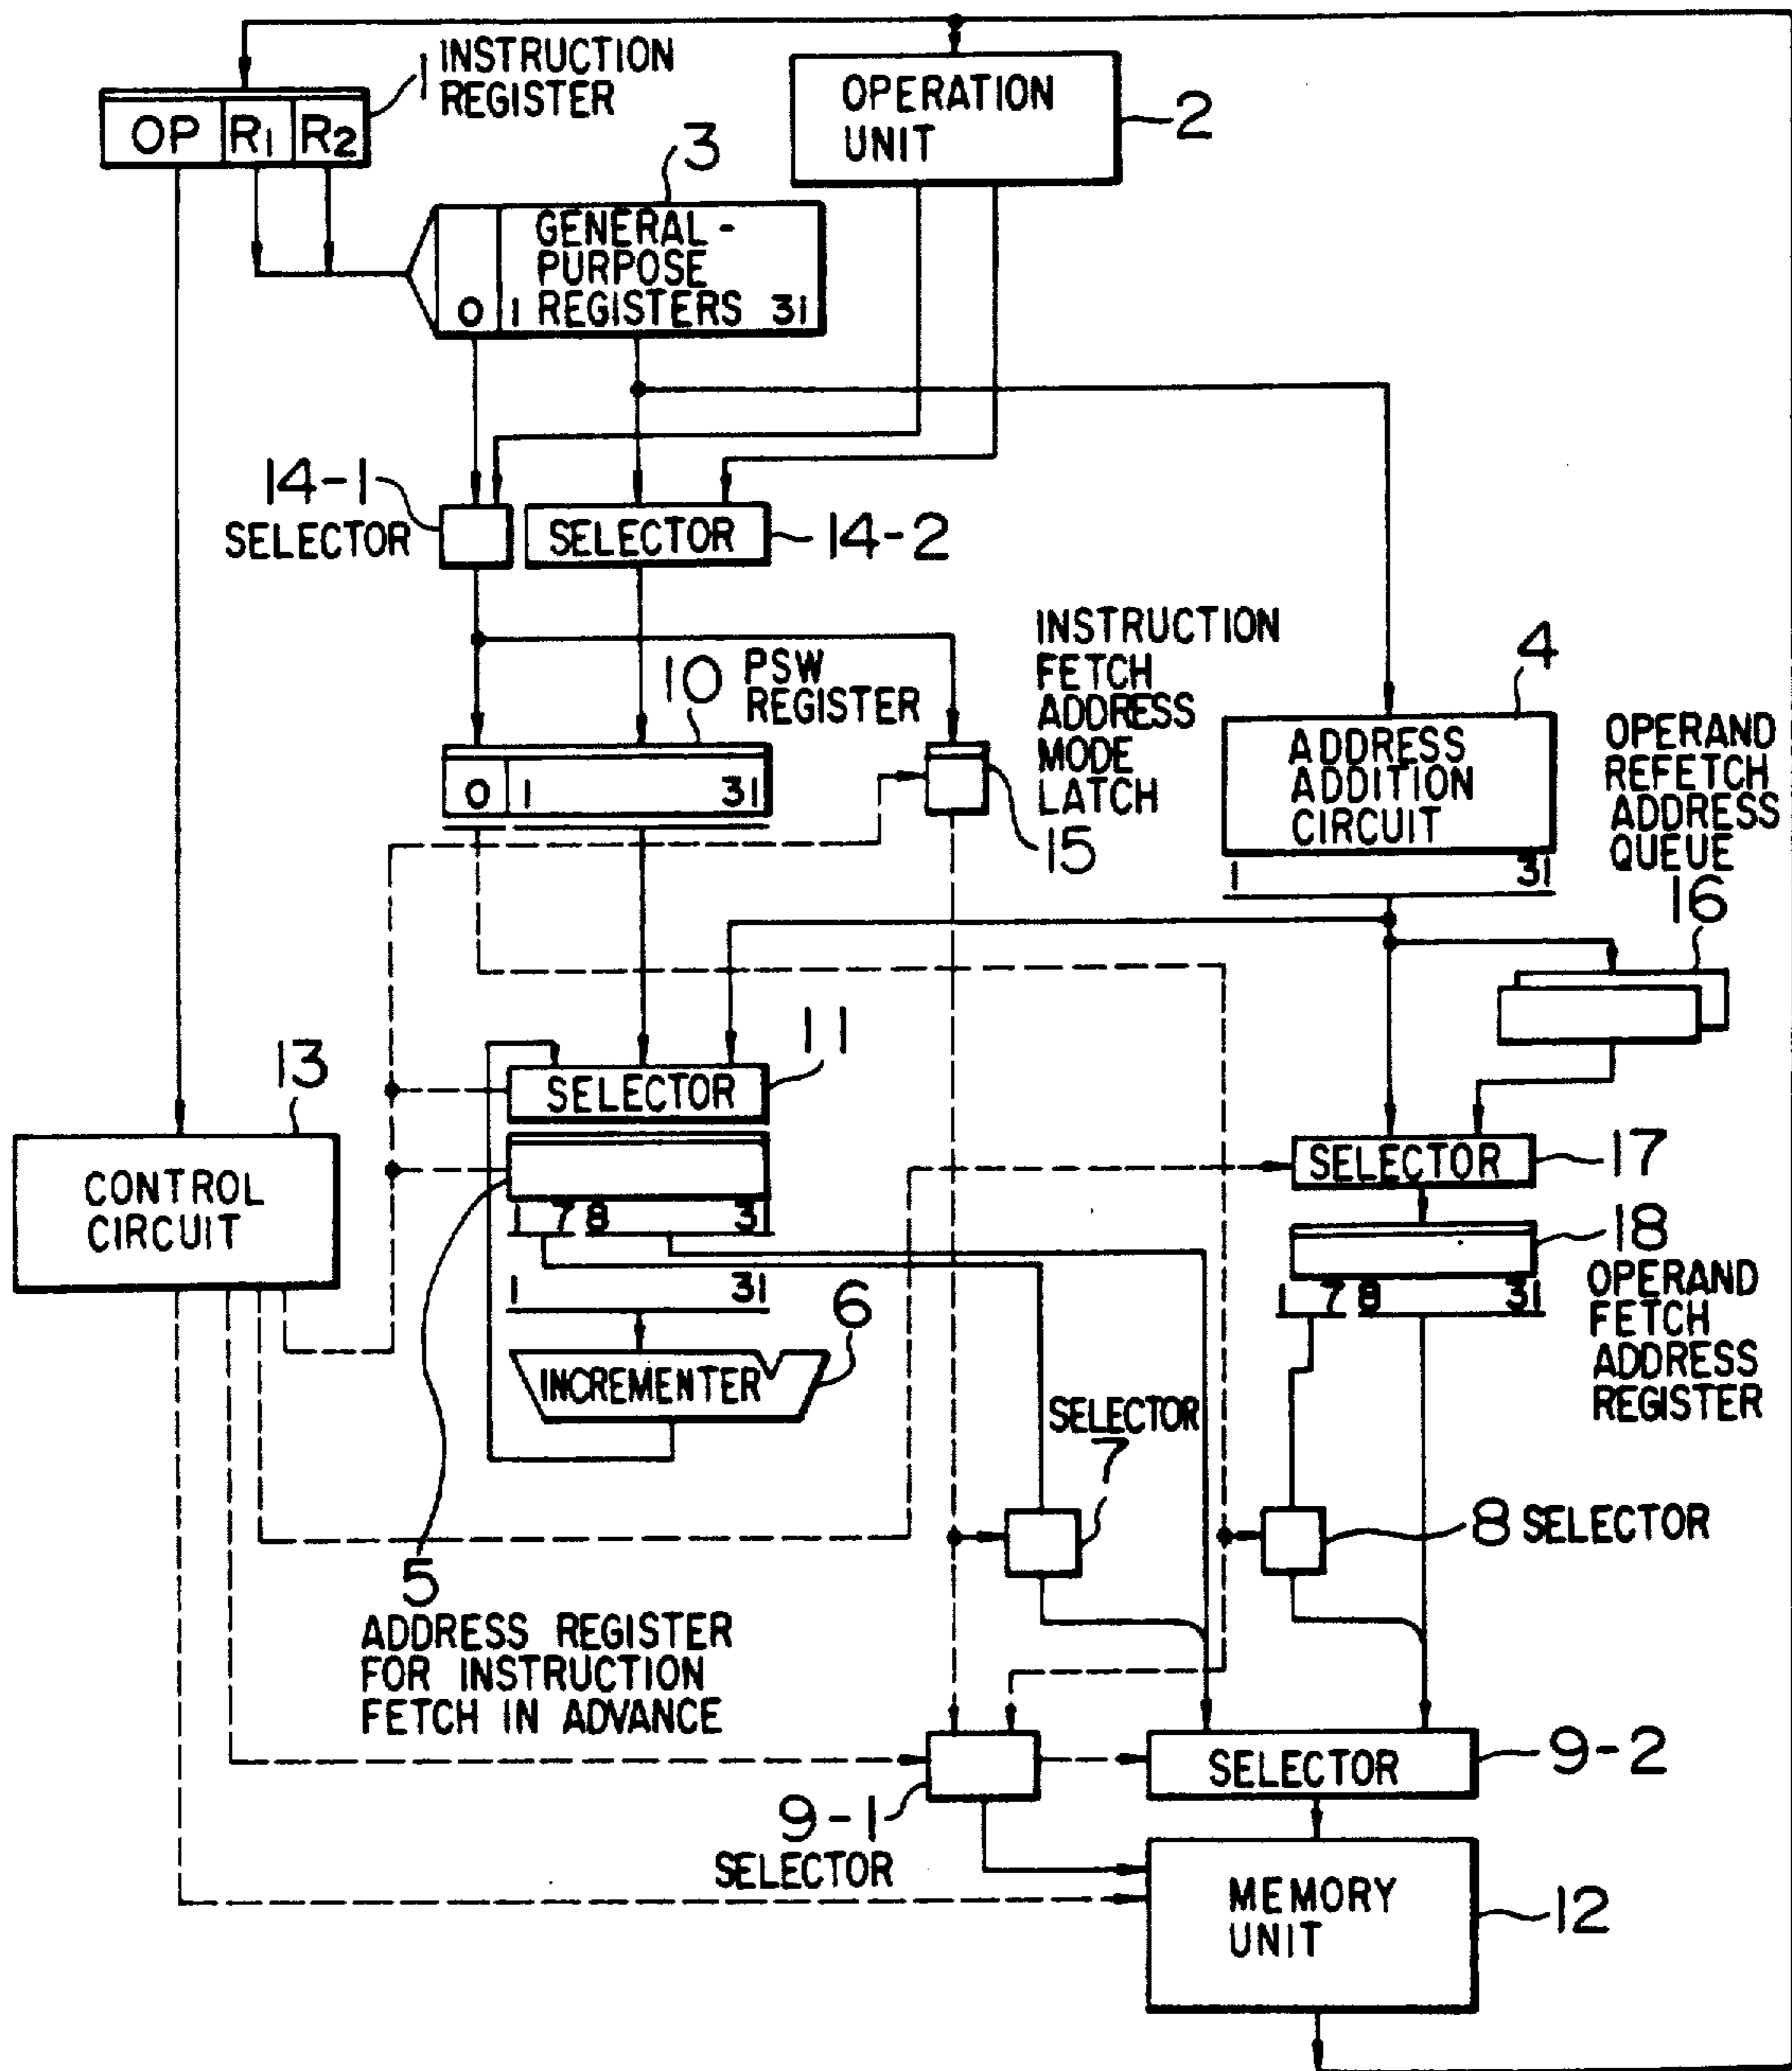 1 INSTRUCTION
REGISTER
OP R1 R2
OPERATION
UNIT
2
3
GENERAL-
PURPOSE
REGISTERS
0 1 31
14-1
SELECTOR
SELECTOR
14-2
10 PSW
REGISTER
0 1 31
INSTRUCTION
FETCH
ADDRESS
MODE
LATCH
15
4
ADDRESS
ADDITION
CIRCUIT
1 31
OPERAND
REFETCH
ADDRESS
QUEUE
16
11
SELECTOR
13
CONTROL
CIRCUIT
1 7 8 31
1 31
6
INCREMENTER
SELECTOR
17
18
OPERAND
FETCH
ADDRESS
REGISTER
1 7 8 31
SELECTOR
7
8 SELECTOR
5
ADDRESS REGISTER
FOR INSTRUCTION
FETCH IN ADVANCE
9-1
SELECTOR
SELECTOR
9-2
MEMORY
UNIT
12